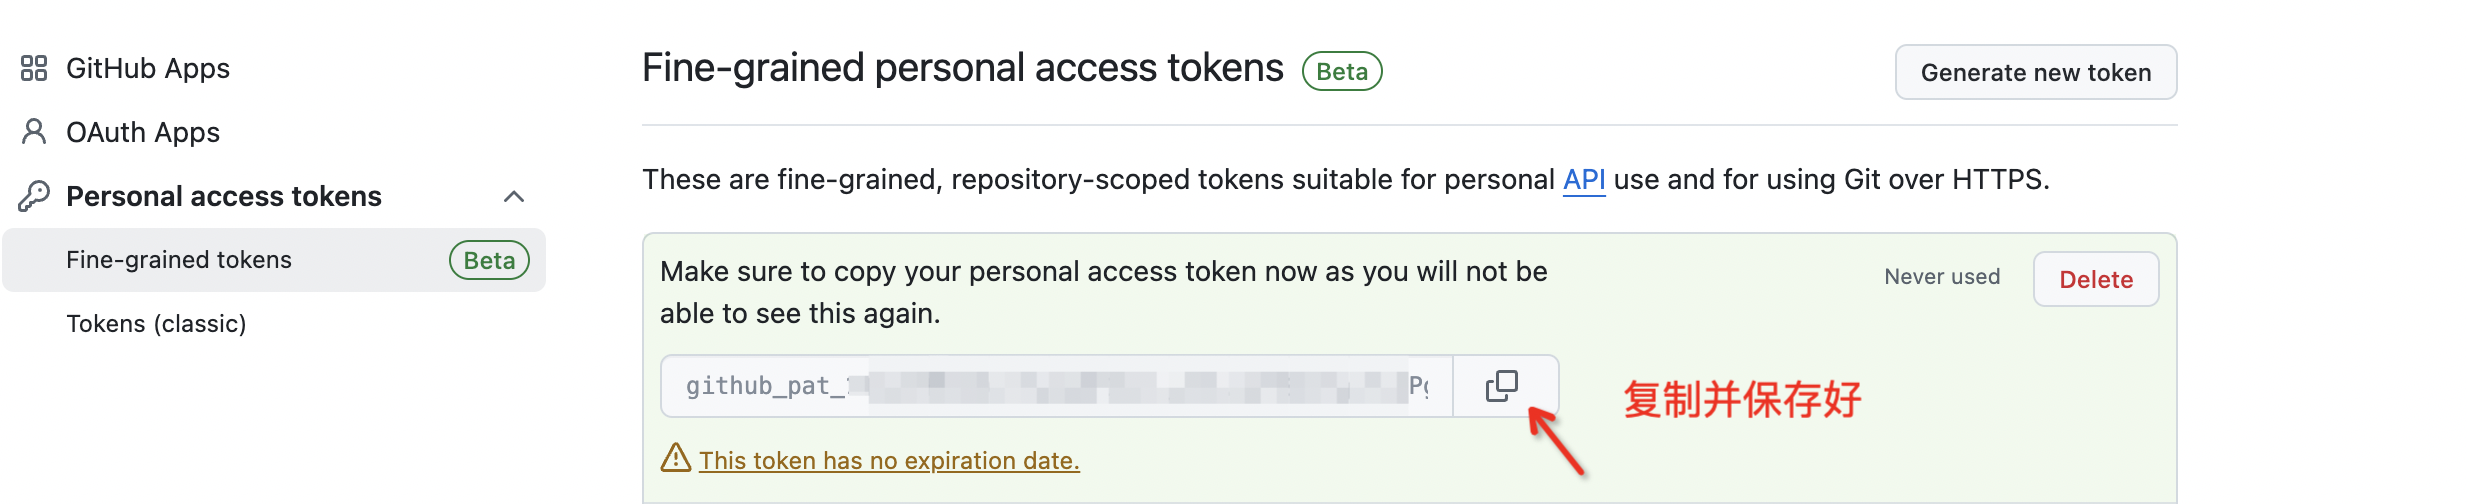 GitHub Apps
OAuth Apps
Personal access tokens
Fine-grained tokens Beta
Tokens (classic)
Fine-grained personal access tokens Beta
Generate new token
These are fine-grained, repository-scoped tokens suitable for personal API use and for using Git over HTTPS.
Make sure to copy your personal access token now as you will not be
able to see this again.
Never used
Delete
github_pat_
复制并保存好
This token has no expiration date.